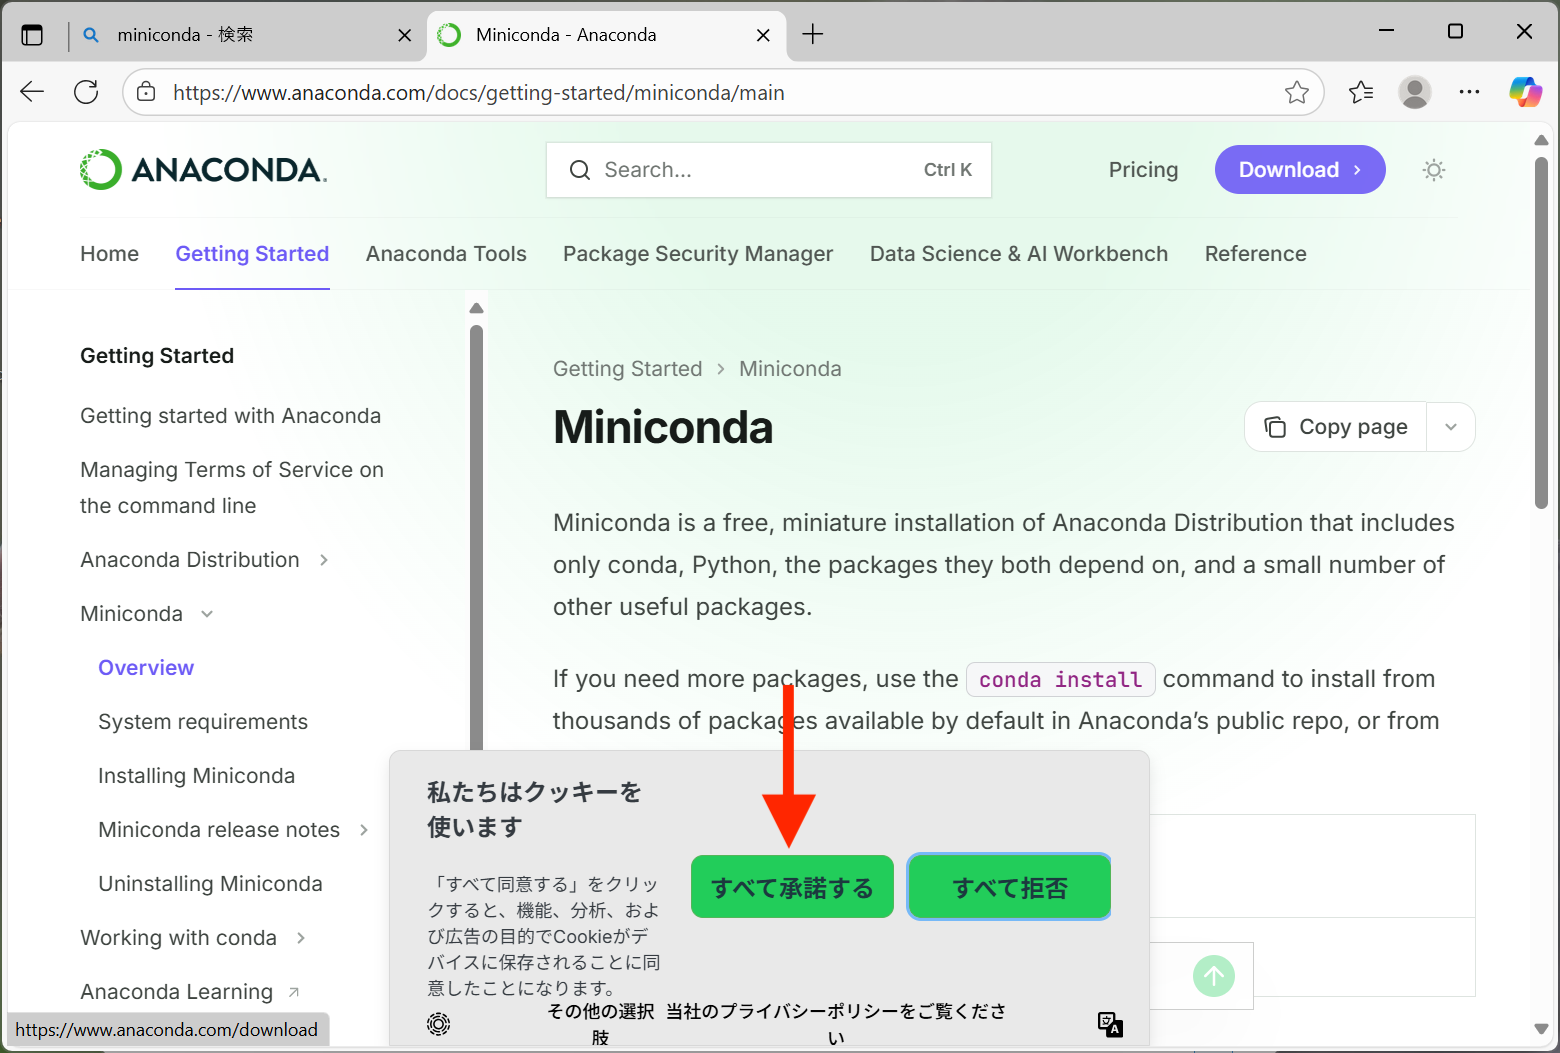 miniconda - 検索
Miniconda - Anaconda
https://www.anaconda.com/docs/getting-started/miniconda/main
ANACONDA.
Search...
Ctrl K
Pricing
Download
Home
Getting Started
Anaconda Tools
Package Security Manager
Data Science & AI Workbench
Reference
Getting Started
Getting started with Anaconda
Managing Terms of Service on
the command line
Anaconda Distribution
Miniconda
Overview
System requirements
Installing Miniconda
Miniconda release notes
Uninstalling Miniconda
Working with conda
Anaconda Learning
Getting Started > Miniconda
Miniconda
Copy page
Miniconda is a free, miniature installation of Anaconda Distribution that includes
only conda, Python, the packages they both depend on, and a small number of
other useful packages.
If you need more packages, use the conda install command to install from
thousands of packages available by default in Anaconda’s public repo, or from
私たちはクッキーを
使います
「すべて同意する」をクリッ
クすると、機能、分析、およ
び広告の目的でCookieがデ
バイスに保存されることに同
意したことになります。
すべて承諾する
すべて拒否
その他の選択
肢
当社のプライバシーポリシーをご覧くださ
い
https://www.anaconda.com/download